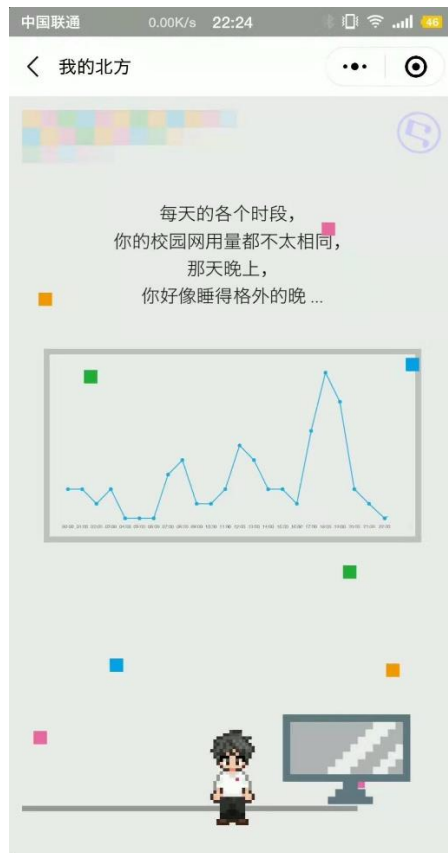 中国联通 0.00K/s 22:24 46
我的北方
每天的各个时段，
你的校园网用量都不太相同，
那天晚上，
你好像睡得格外的晚 ...